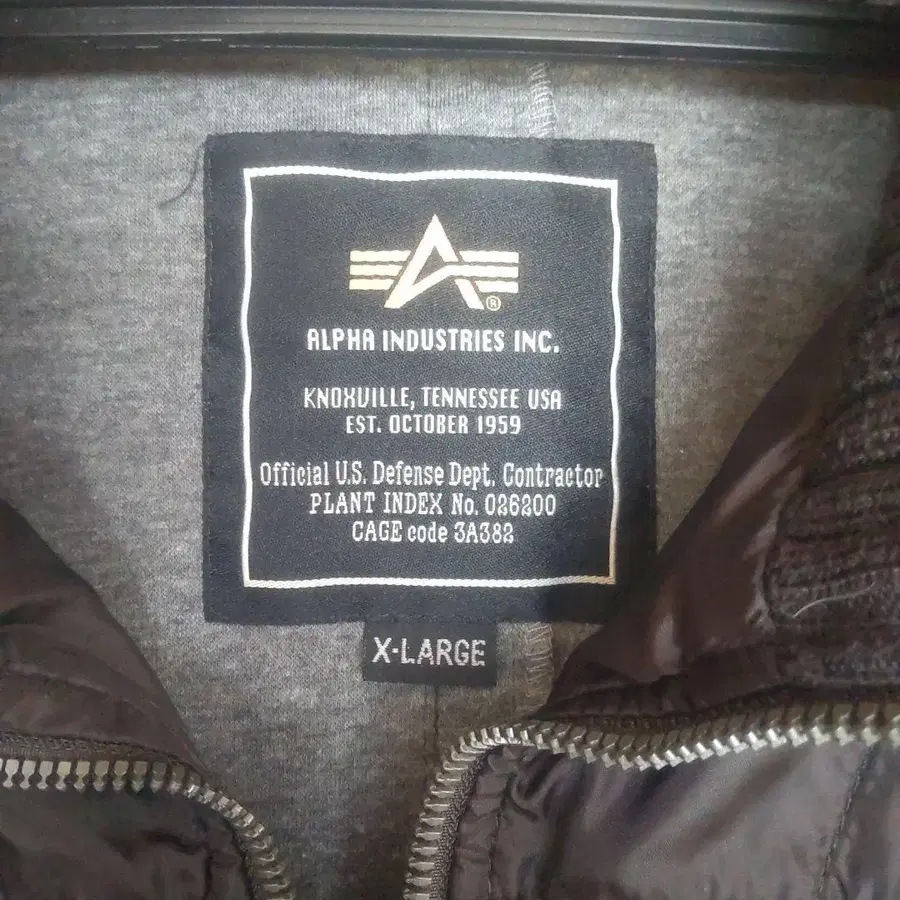 ®
ALPHA INDUSTRIES INC.
KNOXVILLE, TENNESSEE USA
EST. OCTOBER 1959
Official U.S. Defense Dept. Contractor
PLANT INDEX No. 026200
CAGE code 3A382
X-LARGE